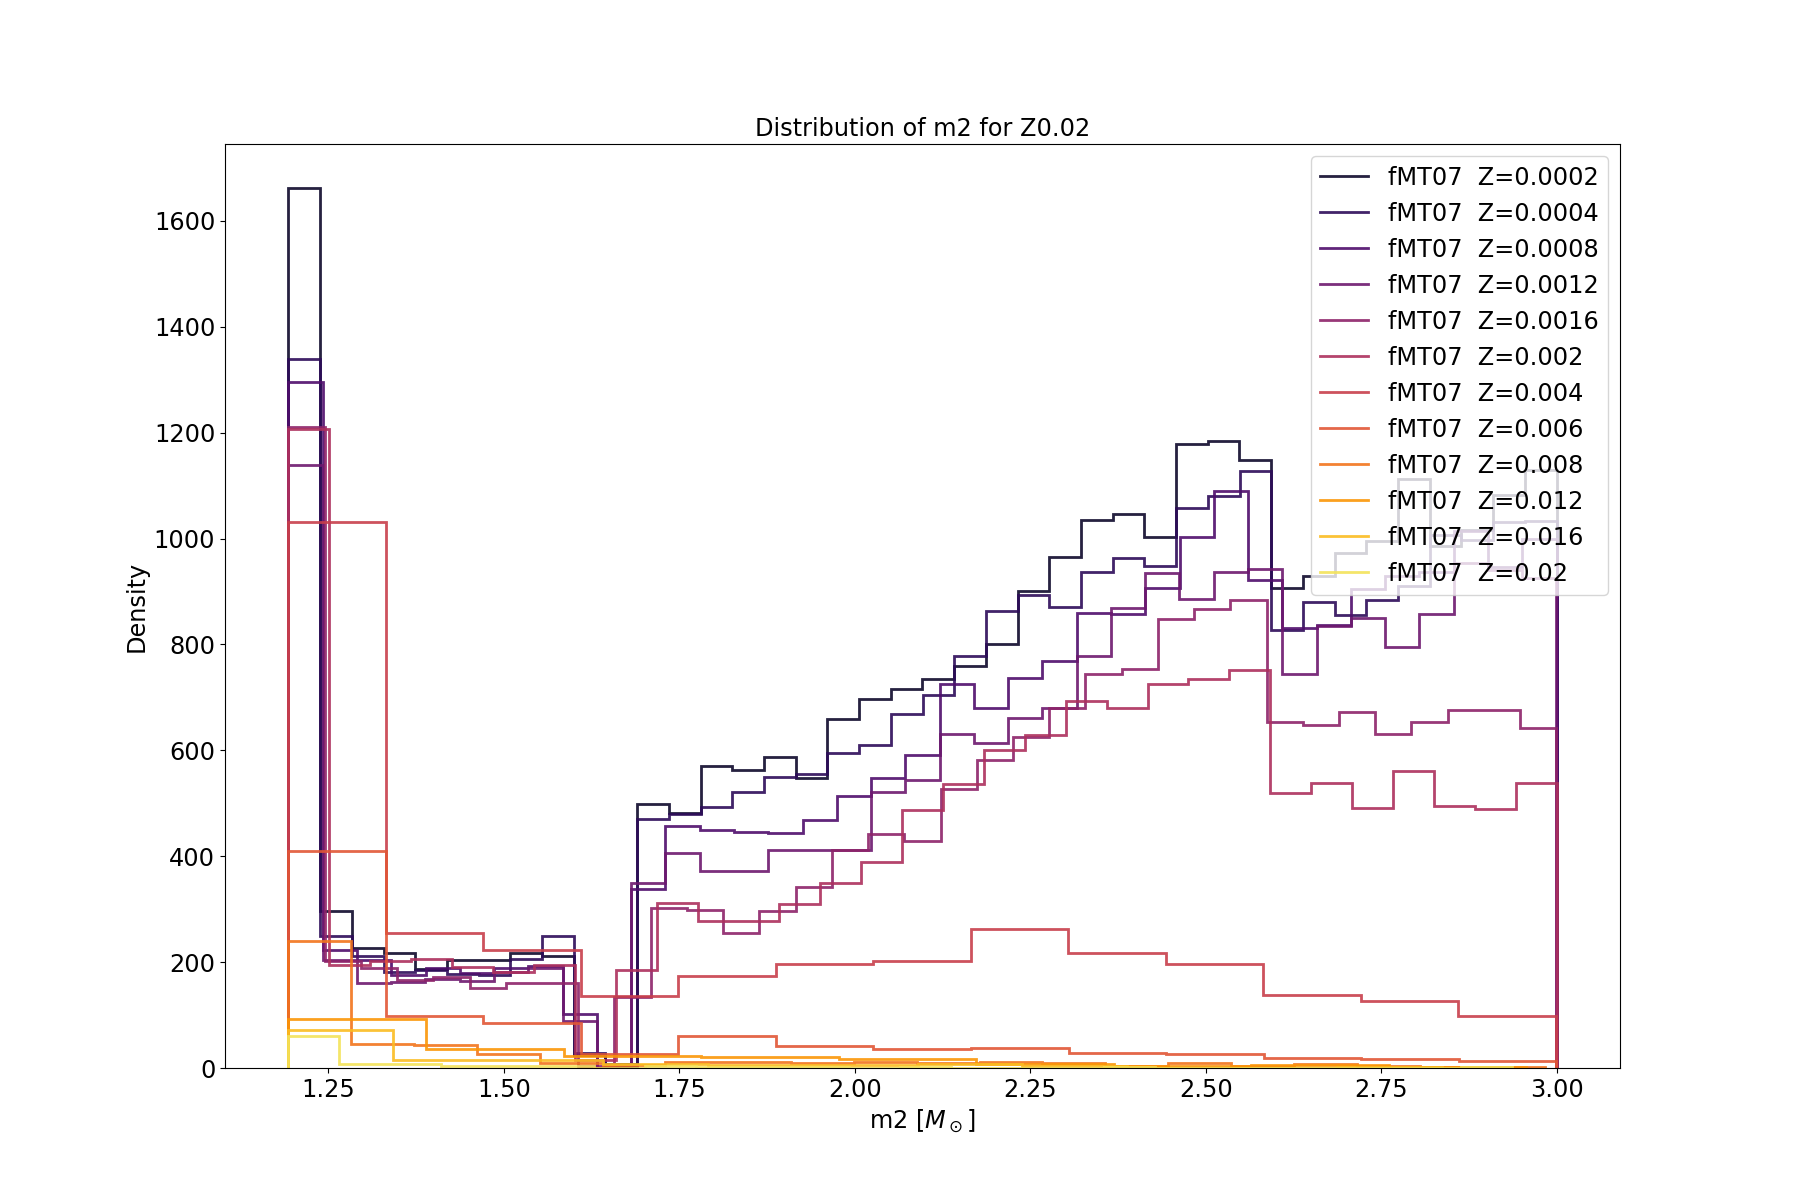 Distribution of m2 for Z0.02
Density
1600
1400
1200
1000
800
600
400
200
0
1.25 1.50 1.75 2.00 2.25 2.50 2.75 3.00
m2 [M⊙]
fMT07 Z=0.0002
fMT07 Z=0.0004
fMT07 Z=0.0008
fMT07 Z=0.0012
fMT07 Z=0.0016
fMT07 Z=0.002
fMT07 Z=0.004
fMT07 Z=0.006
fMT07 Z=0.008
fMT07 Z=0.012
fMT07 Z=0.016
fMT07 Z=0.02